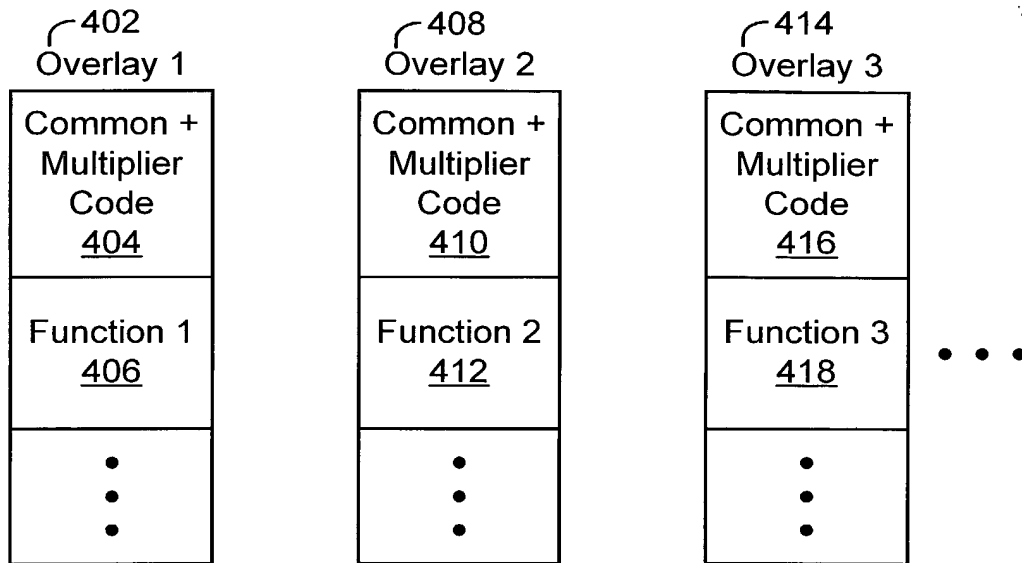 402
Overlay 1
Common +
Multiplier
Code
404
Function 1
406
408
Overlay 2
Common +
Multiplier
Code
410
Function 2
412
414
Overlay 3
Common +
Multiplier
Code
416
Function 3
418